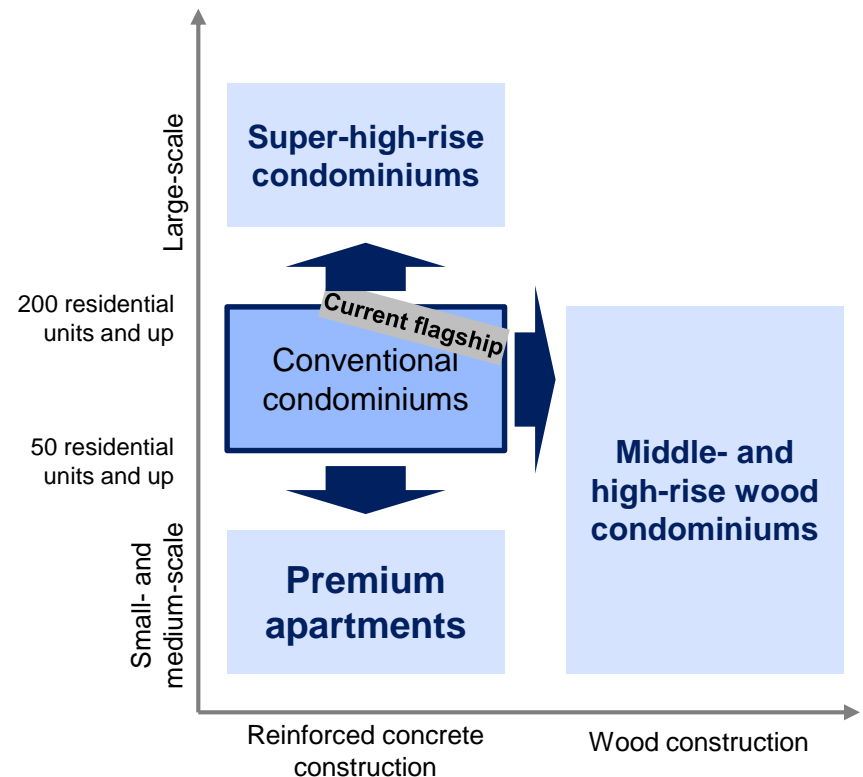 Large-scale
Super-high-rise
condominiums
200 residential
units and up
Current flagship
Conventional
condominiums
50 residential
units and up
Middle- and
high-rise wood
condominiums
Small- and
medium-scale
Premium
apartments
Reinforced concrete
construction
Wood construction